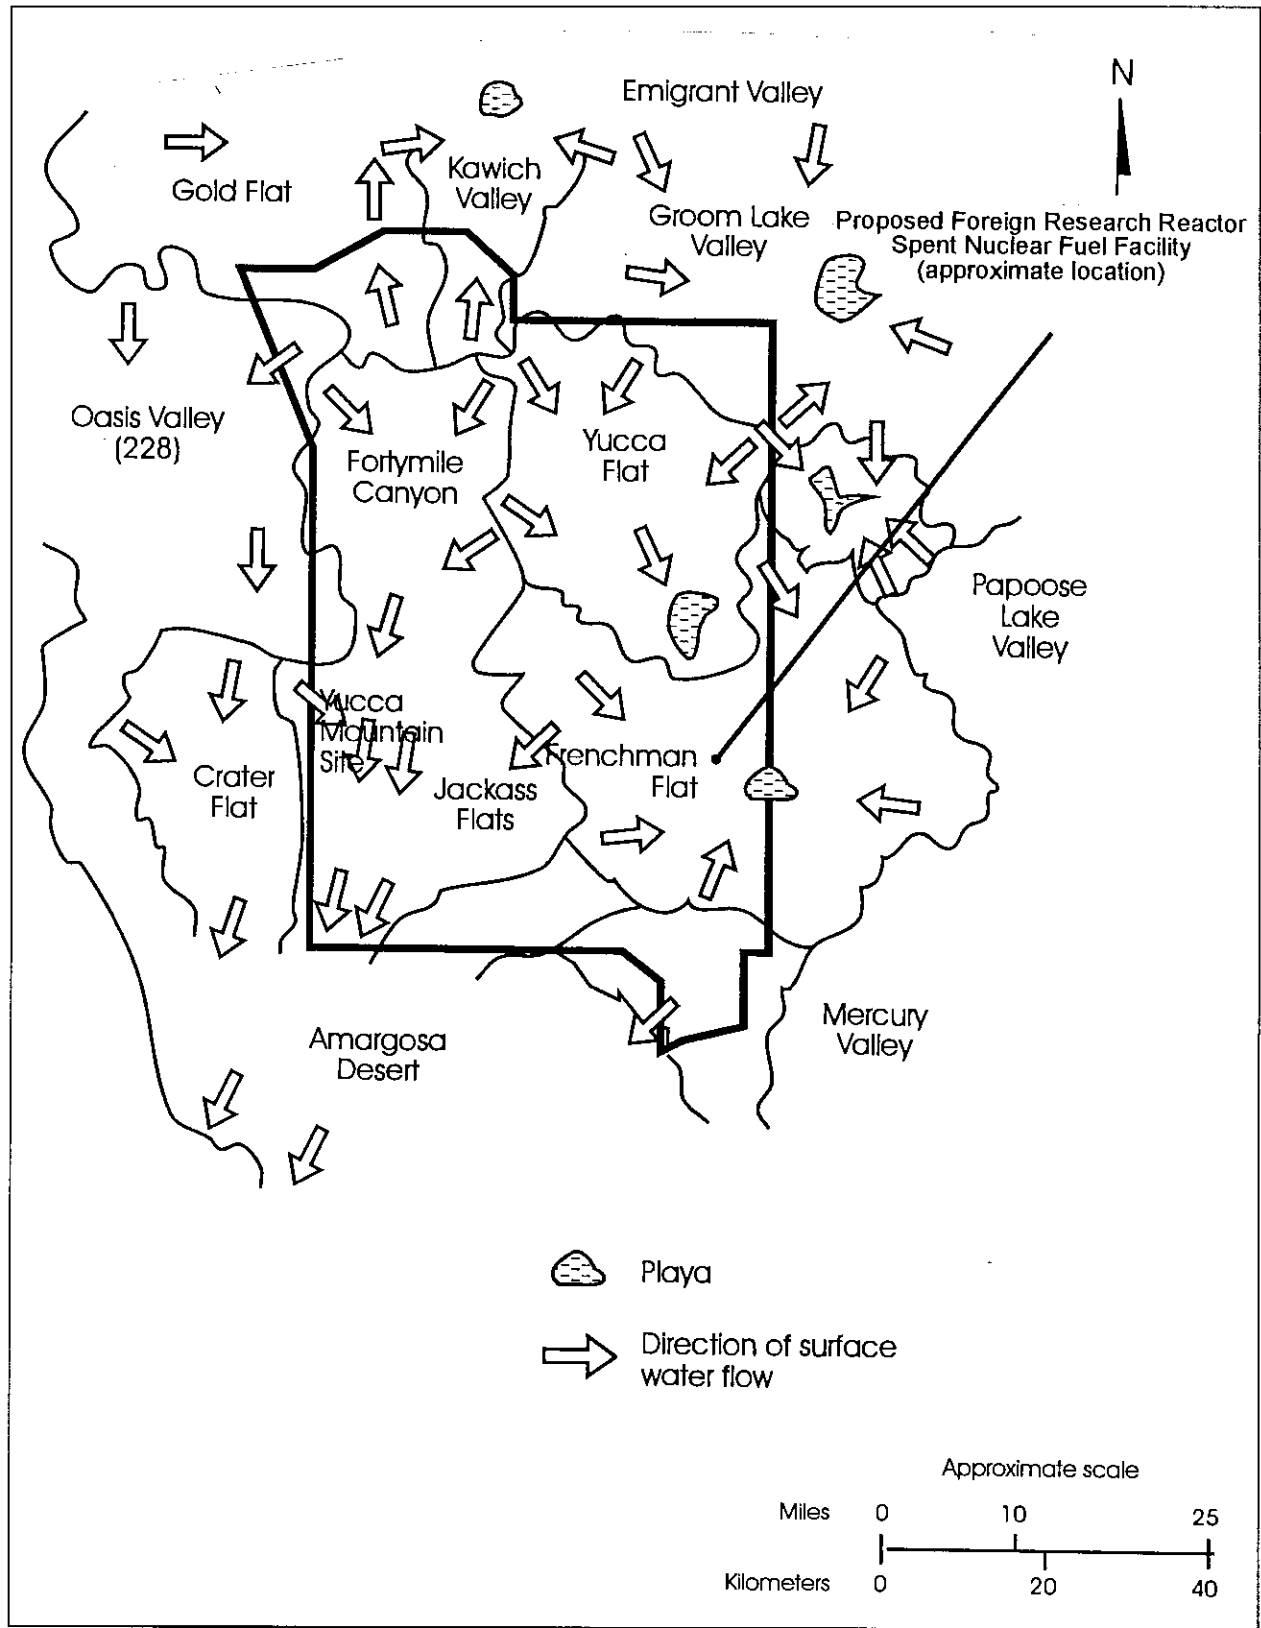 N
Emigrant Valley
Gold Flat
Kawich
Valley
Groom Lake
Valley
Proposed Foreign Research Reactor
Spent Nuclear Fuel Facility
(approximate location)
Oasis Valley
(228)
Fortymile
Canyon
Yucca
Flat
Papoose
Lake
Valley
Yucca
Mountain
Site
Crater
Flat
Jackass
Flats
Frenchman
Flat
Mercury
Valley
Amargosa
Desert
Playa
Direction of surface
water flow
Approximate scale
Miles 0 10 25
Kilometers 0 20 40